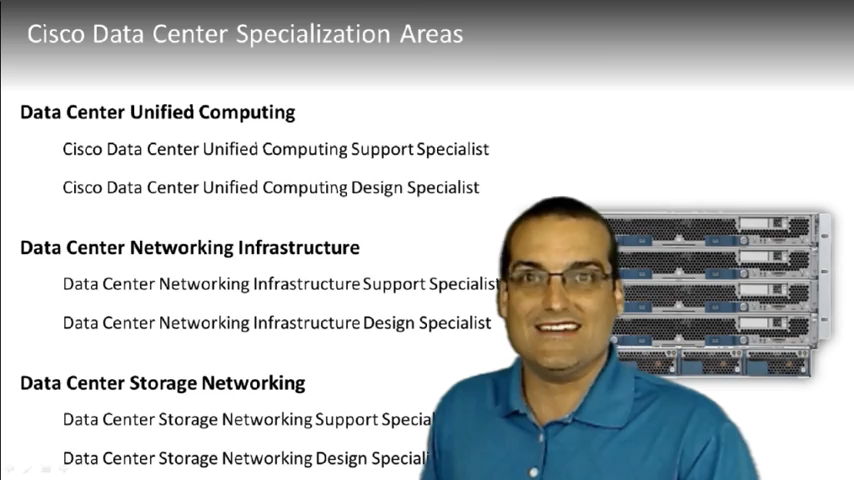 Cisco Data Center Specialization Areas
Data Center Unified Computing
Cisco Data Center Unified Computing Support Specialist
Cisco Data Center Unified Computing Design Specialist
Data Center Networking Infrastructure
Data Center Networking Infrastructure Support Specialist
Data Center Networking Infrastructure Design Specialist
Data Center Storage Networking
Data Center Storage Networking Support Special
Data Center Storage Networking Design Speciali